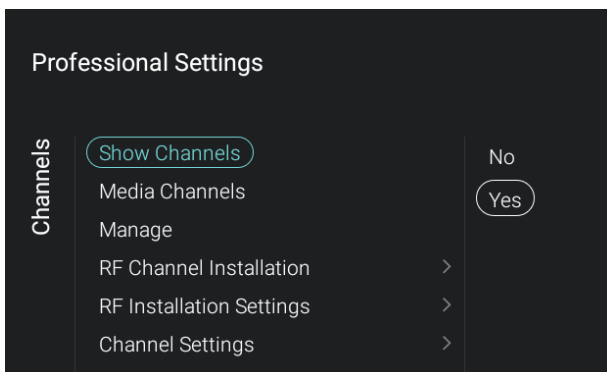 Professional Settings
Channels
Show Channels
Media Channels
Manage
RF Channel Installation
RF Installation Settings
Channel Settings
No
Yes